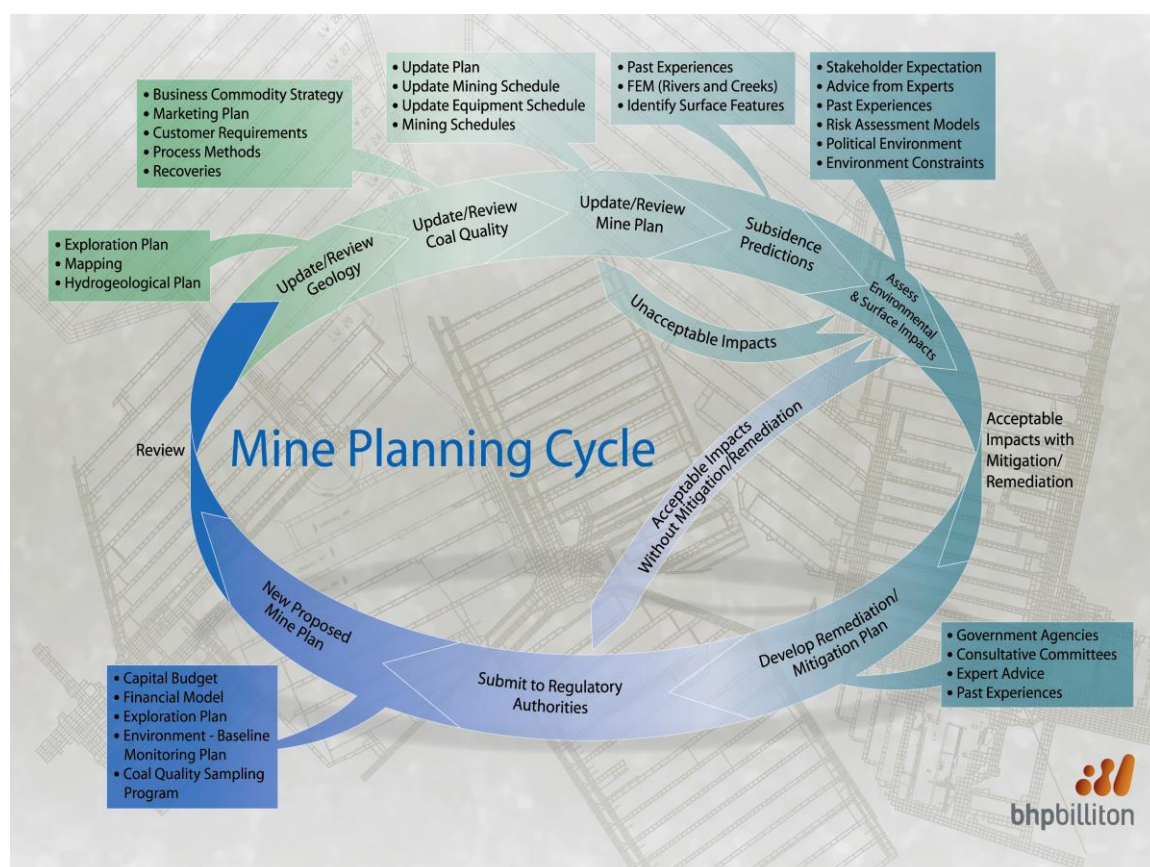 • Update Plan
• Update Mining Schedule
• Update Equipment Schedule
• Mining Schedules
• Past Experiences
• FEM (Rivers and Creeks)
• Identify Surface Features
• Stakeholder Expectation
• Advice from Experts
• Past Experiences
• Risk Assessment Models
• Political Environment
• Environment Constraints
• Business Commodity Strategy
• Marketing Plan
• Customer Requirements
• Process Methods
• Recoveries
• Exploration Plan
• Mapping
• Hydrogeological Plan
Update/Review
Geology
Update/Review
Coal Quality
Update/Review
Mine Plan
Subsidence
Predictions
Assess
Environmental
& Surface Impacts
Unacceptable Impacts
Review
Mine Planning Cycle
Acceptable Impacts
Without Mitigation/Remediation
Acceptable
Impacts with
Mitigation/
Remediation
New Proposed
Mine Plan
Submit to Regulatory
Authorities
Develop Remediation/
Mitigation Plan
• Government Agencies
• Consultative Committees
• Expert Advice
• Past Experiences
• Capital Budget
• Financial Model
• Exploration Plan
• Environment - Baseline
Monitoring Plan
• Coal Quality Sampling
Program
bhpbilliton